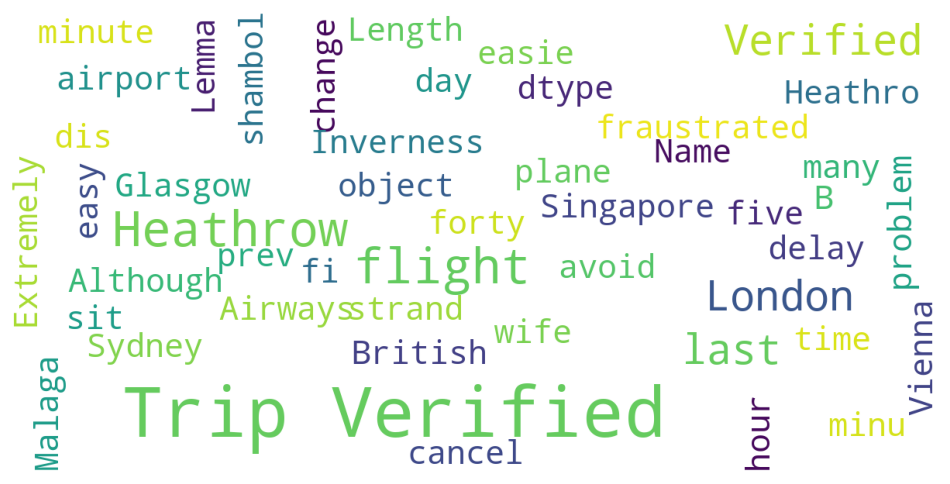 minute
Lemma
shambol
change
Length
easie
Verified
airport
day
dtype
Heathro
dis
Inverness
fraustrated
Name
many
Extremely
easy
Glasgow
object
plane
Singapore
five
B
problem
Heathrow
forty
delay
prev
fi
flight
avoid
Although
London
sit
Airways
strand
wife
time
Vienna
Sydney
British
last
Malaga
Trip Verified
hour
minu
cancel